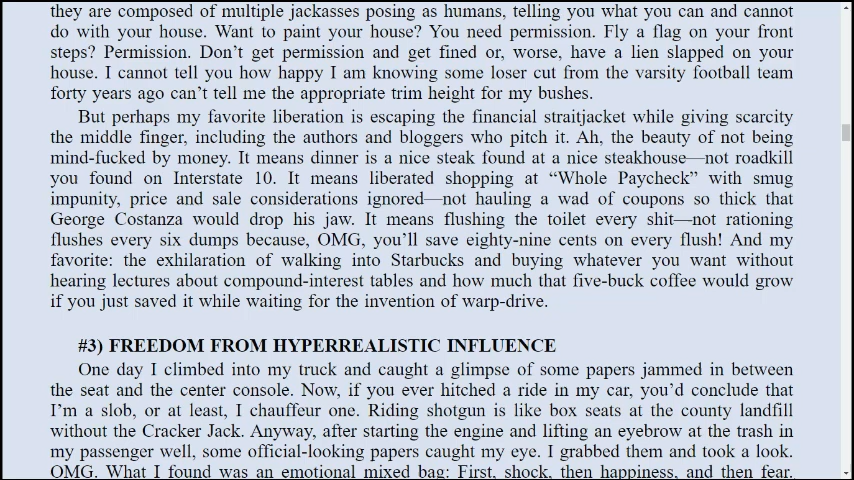 they are composed of multiple jackasses posing as humans, telling you what you can and cannot
do with your house. Want to paint your house? You need permission. Fly a flag on your front
steps? Permission. Don’t get permission and get fined or, worse, have a lien slapped on your
house. I cannot tell you how happy I am knowing some loser cut from the varsity football team
forty years ago can’t tell me the appropriate trim height for my bushes.
But perhaps my favorite liberation is escaping the financial straitjacket while giving scarcity
the middle finger, including the authors and bloggers who pitch it. Ah, the beauty of not being
mind-fucked by money. It means dinner is a nice steak found at a nice steakhouse—not roadkill
you found on Interstate 10. It means liberated shopping at “Whole Paycheck” with smug
impunity, price and sale considerations ignored—not hauling a wad of coupons so thick that
George Costanza would drop his jaw. It means flushing the toilet every shit—not rationing
flushes every six dumps because, OMG, you’ll save eighty-nine cents on every flush! And my
favorite: the exhilaration of walking into Starbucks and buying whatever you want without
hearing lectures about compound-interest tables and how much that five-buck coffee would grow
if you just saved it while waiting for the invention of warp-drive.
#3) FREEDOM FROM HYPERREALISTIC INFLUENCE
One day I climbed into my truck and caught a glimpse of some papers jammed in between
the seat and the center console. Now, if you ever hitched a ride in my car, you’d conclude that
I’m a slob, or at least, I chauffeur one. Riding shotgun is like box seats at the county landfill
without the Cracker Jack. Anyway, after starting the engine and lifting an eyebrow at the trash in
my passenger well, some official-looking papers caught my eye. I grabbed them and took a look.
OMG. What I found was an emotional mixed bag: First, shock, then happiness, and then fear.